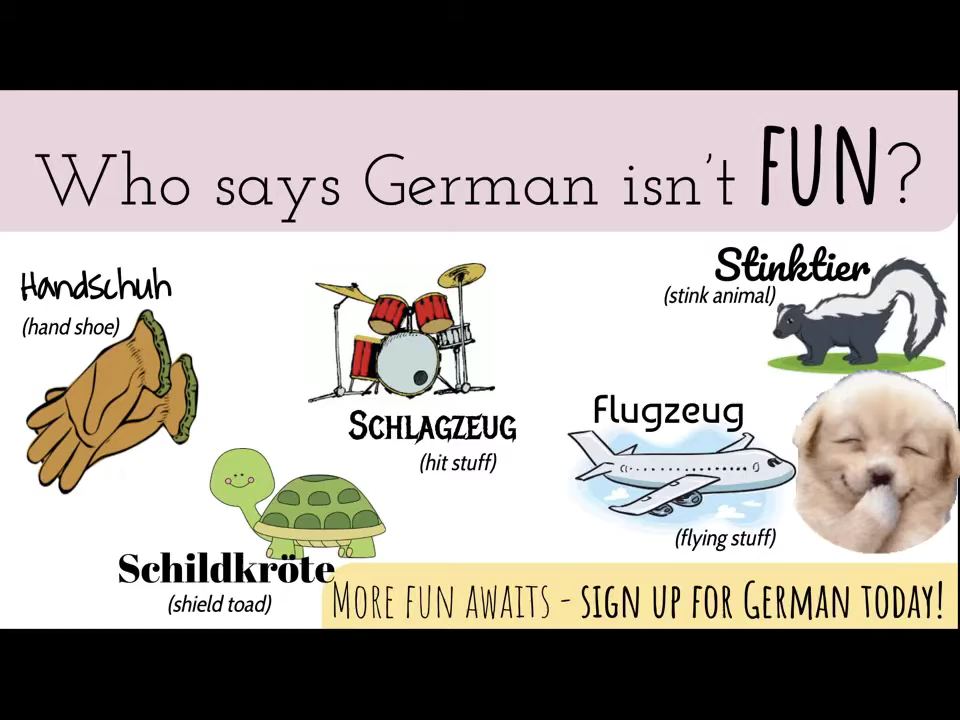 Who says German isn't FUN?
Handschuh
(hand shoe)
Stinktier
(stink animal)
SCHLAGZEUG
(hit stuff)
Flugzeug
(flying stuff)
Schildkröte
(shield toad)
MORE FUN AWAITS - SIGN UP FOR GERMAN TODAY!